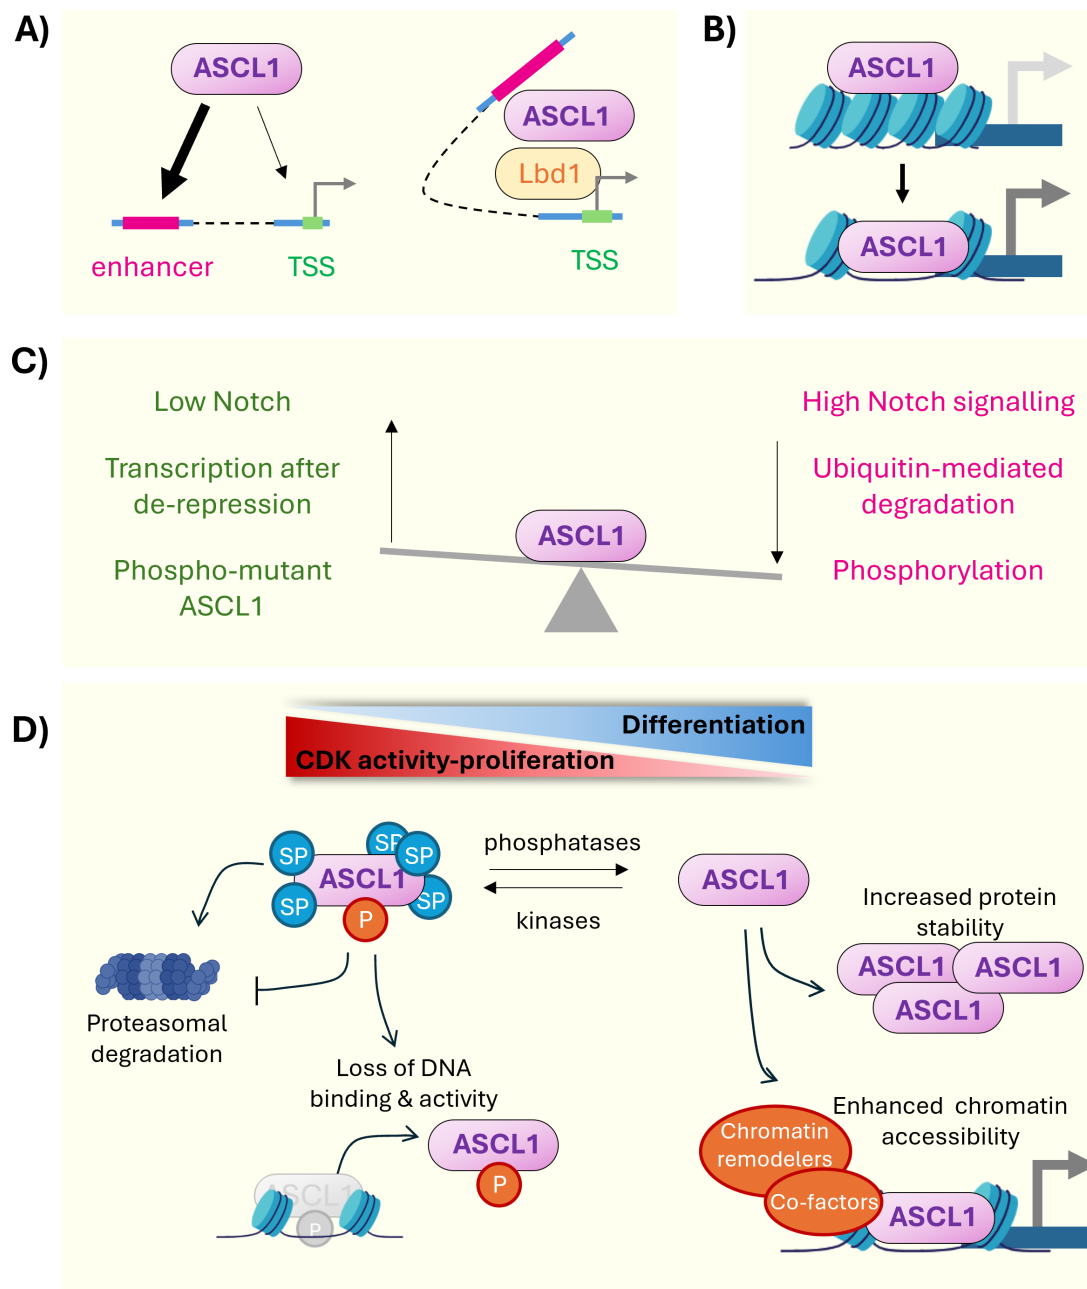 A)
ASCL1
enhancer
TSS
ASCL1
Lbd1
TSS
B)
ASCL1
ASCL1
C)
Low Notch
Transcription after
de-repression
Phospho-mutant
ASCL1
ASCL1
High Notch signalling
Ubiquitin-mediated
degradation
Phosphorylation
D)
Differentiation
CDK activity-proliferation
SP
SP
SP
SP
SP
ASCL1
P
phosphatases
kinases
ASCL1
Increased protein
stability
ASCL1
ASCL1
ASCL1
Proteasomal
degradation
Loss of DNA
binding & activity
ASCL1
P
ASCL1
P
Enhanced chromatin
accessibility
Chromatin
remodelers
Co-factors
ASCL1